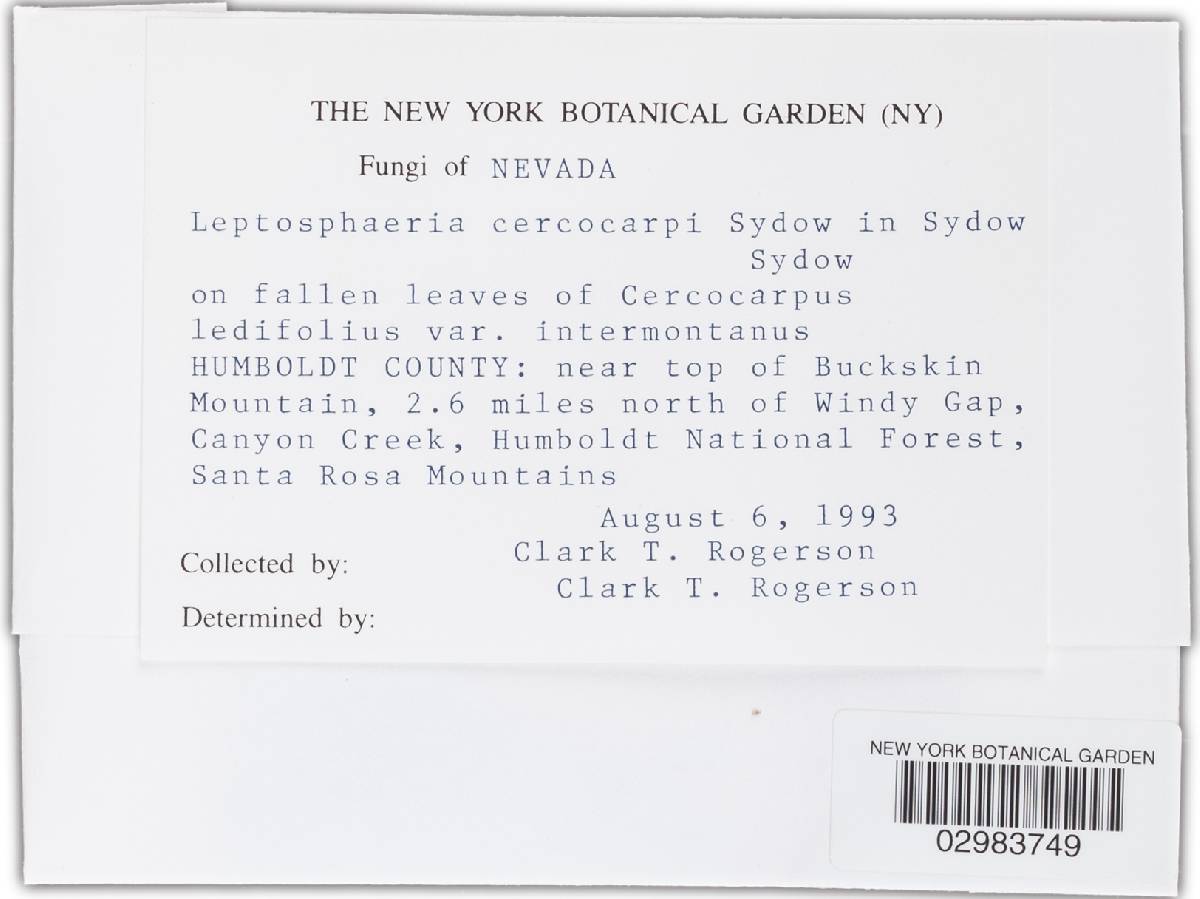 THE NEW YORK BOTANICAL GARDEN (NY)
Fungi of NEVADA
Leptosphaeria cercocarpi Sydow in Sydow
Sydow
on fallen leaves of Cercocarpus
ledifolius var. intermontanus
HUMBOLDT COUNTY: near top of Buckskin
Mountain, 2.6 miles north of Windy Gap,
Canyon Creek, Humboldt National Forest,
Santa Rosa Mountains
August 6, 1993
Collected by: Clark T. Rogerson
Clark T. Rogerson
Determined by:
NEW YORK BOTANICAL GARDEN
02983749